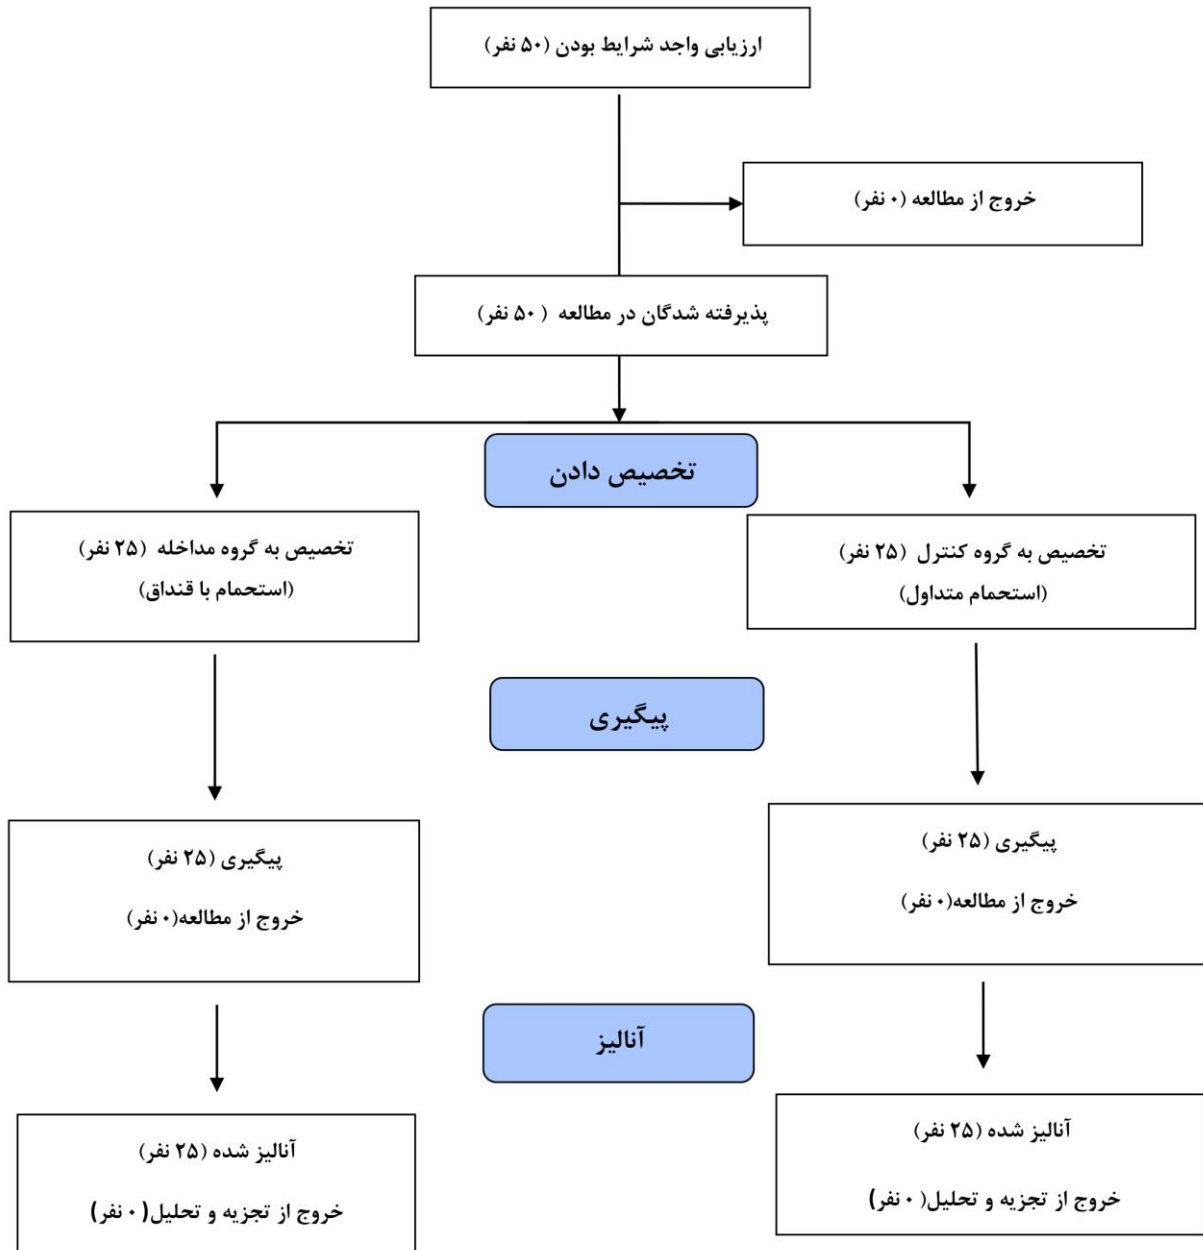 ارزیابی واجد شرایط بودن (۵۰ نفر)
خروج از مطالعه (۰ نفر)
پذیرفته شدگان در مطالعه ( ۵۰ نفر)
تخصیص دادن
تخصیص به گروه کنترل (۲۵ نفر)
(استحمام متداول)
تخصیص به گروه مداخله (۲۵ نفر)
(استحمام با قنداق)
پیگیری
پیگیری (۲۵ نفر)
خروج از مطالعه(۰ نفر)
پیگیری (۲۵ نفر)
خروج از مطالعه(۰ نفر)
آنالیز
آنالیز شده (۲۵ نفر)
خروج از تجزیه و تحلیل( ۰ نفر)
آنالیز شده (۲۵ نفر)
خروج از تجزیه و تحلیل( ۰ نفر)